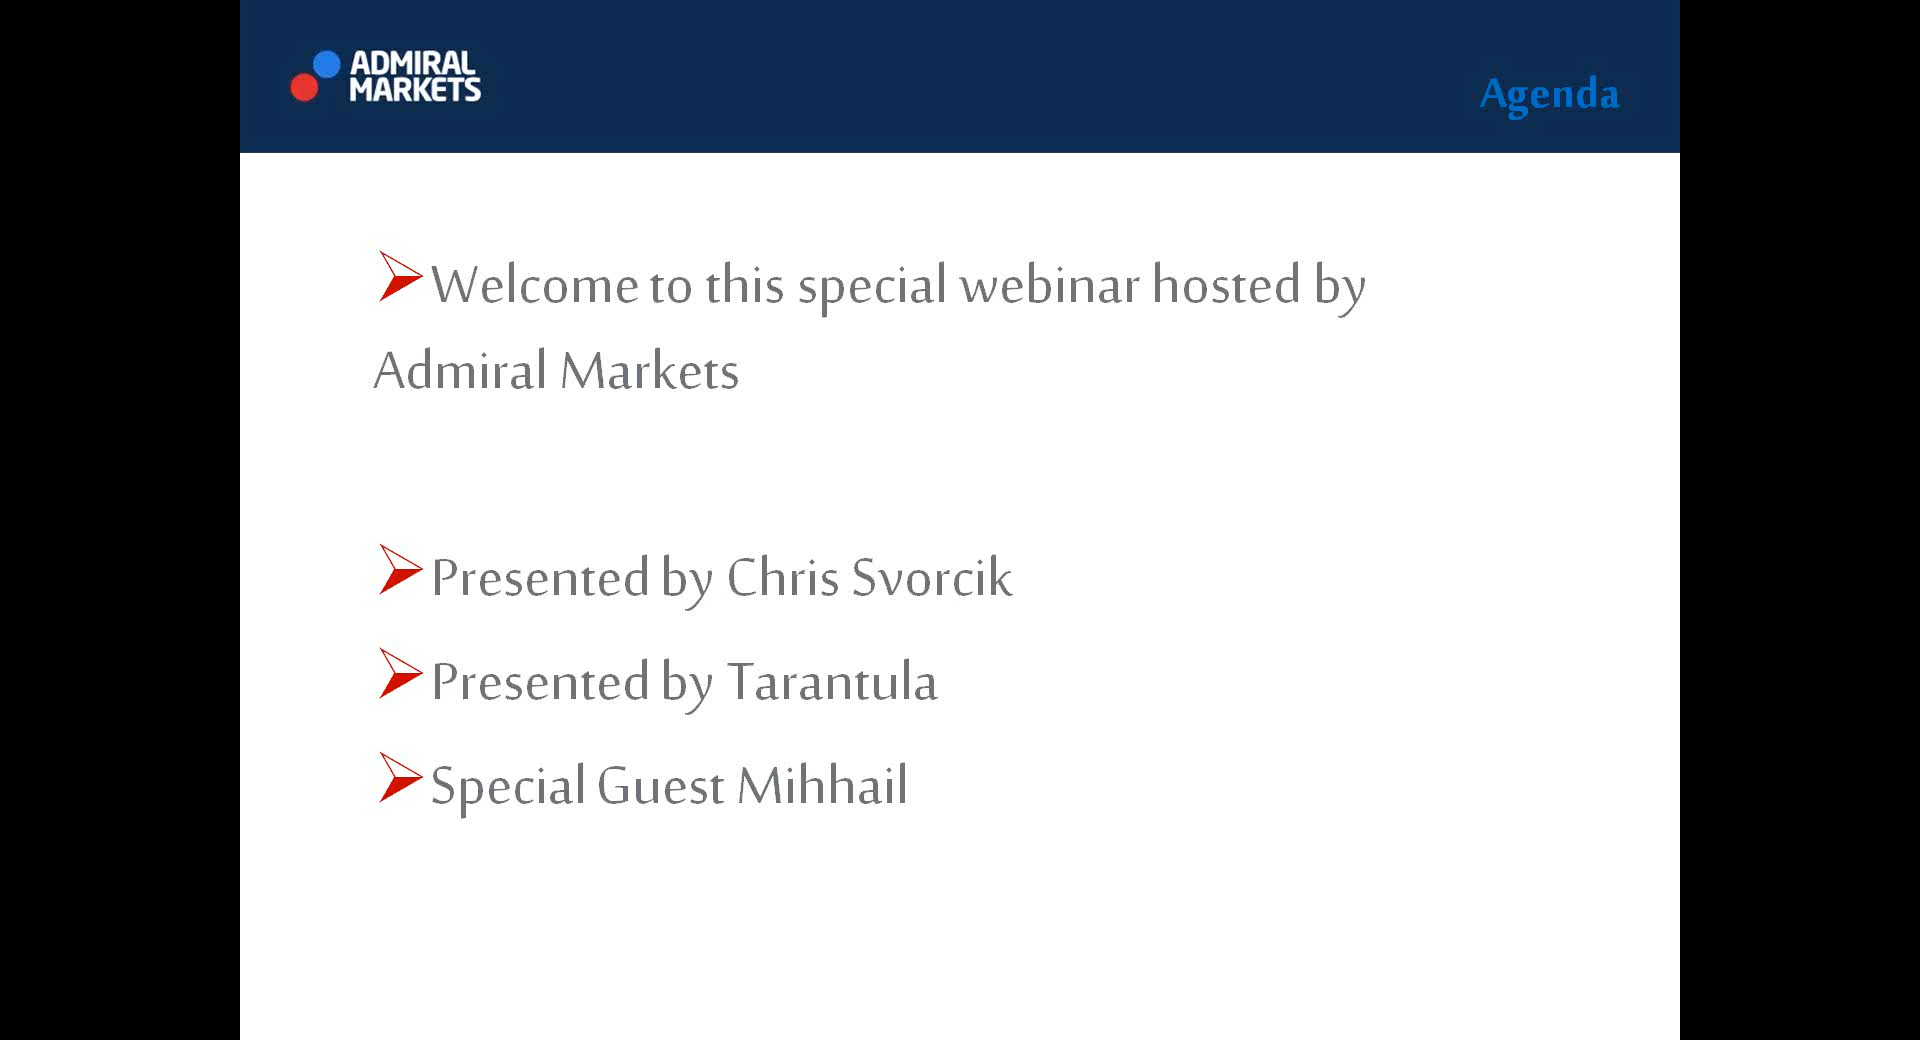 ADMIRAL
MARKETS
Agenda
Welcome to this special webinar hosted by
Admiral Markets
Presented by Chris Svorcik
Presented by Tarantula
Special Guest Mihhail